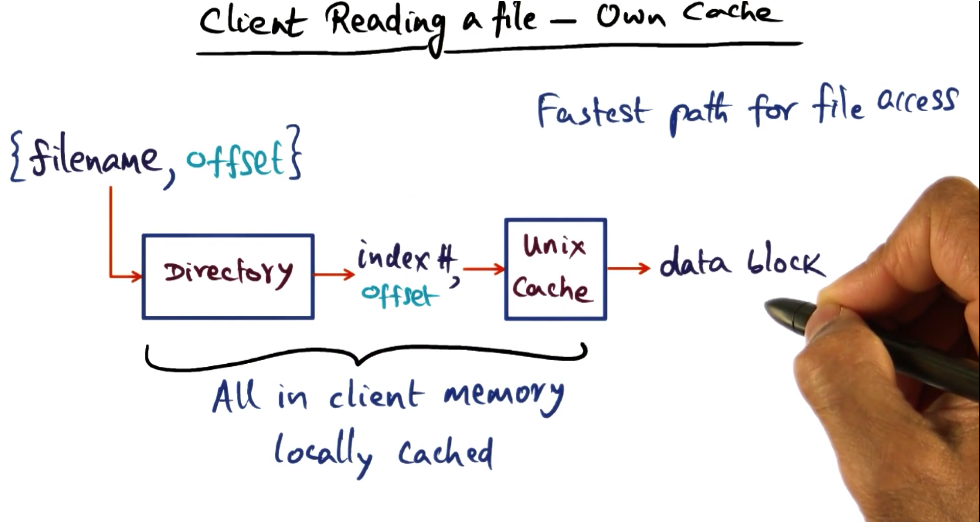 Client Reading a file — Own Cache
Fastest path for file access
{filename, offset}
Directory
index #,
offset
Unix
Cache
data block
All in client memory
locally cached